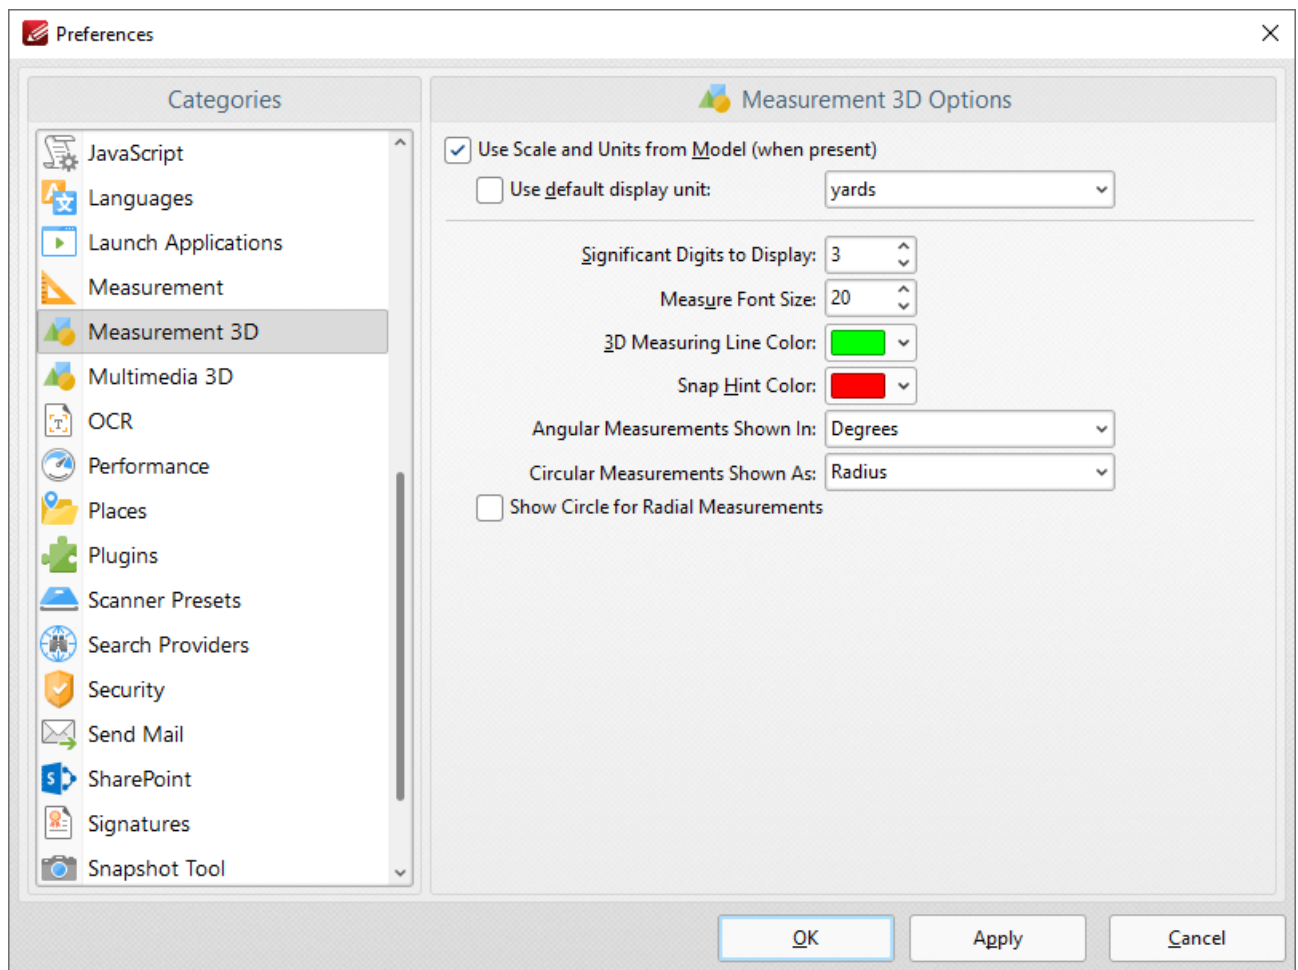 Preferences
Categories
JavaScript
Languages
Launch Applications
Measurement
Measurement 3D
Multimedia 3D
OCR
Performance
Places
Plugins
Scanner Presets
Search Providers
Security
Send Mail
SharePoint
Signatures
Snapshot Tool
Measurement 3D Options
Use Scale and Units from Model (when present)
Use default display unit: yards
Significant Digits to Display: 3
Measure Font Size: 20
3D Measuring Line Color:
Snap Hint Color:
Angular Measurements Shown In: Degrees
Circular Measurements Shown As: Radius
Show Circle for Radial Measurements
OK Apply Cancel